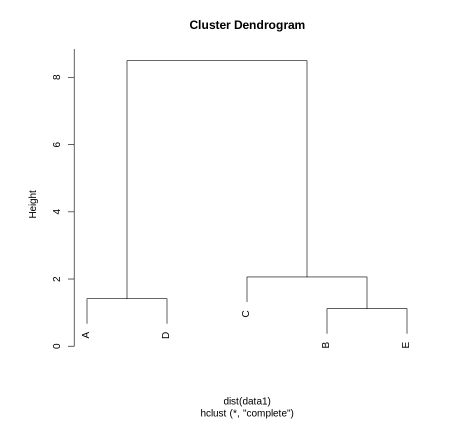 Cluster Dendrogram
Height
8
6
4
2
0
A
D
C
B
E
dist(data1)
hclust (*, "complete")